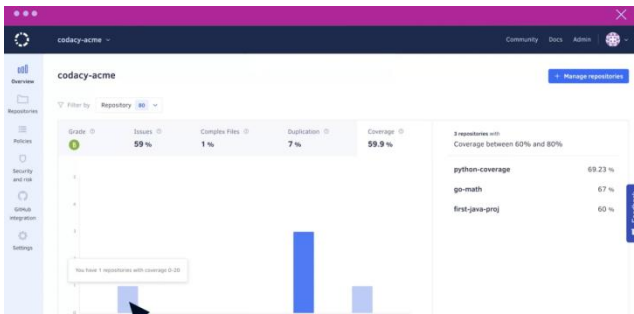 codacy-acme
Community Docs Admin
Overview
Repositories
Policies
Security and risk
GitHub Integration
Settings
codacy-acme
+ Manage repositories
Filter by Repository 80
Grade Issues Complex Files Duplication Coverage
B 59 % 1 % 7 % 59.9 %
3 repositories with
Coverage between 60% and 80%
python-coverage 69.23 %
go-math 67 %
first-java-proj 60 %
You have 1 repositories with coverage 0-20